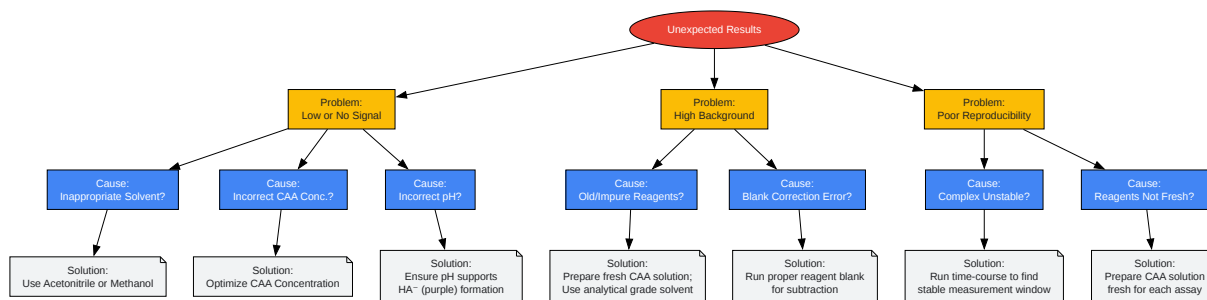 Unexpected Results
Problem:
Low or No Signal
Problem:
High Background
Problem:
Poor Reproducibility
Cause:
Inappropriate Solvent?
Cause:
Incorrect CAA Conc.?
Cause:
Incorrect pH?
Cause:
Old/Impure Reagents?
Cause:
Blank Correction Error?
Cause:
Complex Unstable?
Cause:
Reagents Not Fresh?
Solution:
Use Acetonitrile or Methanol
Solution:
Optimize CAA Concentration
Solution:
Ensure pH supports
HA⁻ (purple) formation
Solution:
Prepare fresh CAA solution;
Use analytical grade solvent
Solution:
Run proper reagent blank
for subtraction
Solution:
Run time-course to find
stable measurement window
Solution:
Prepare CAA solution
fresh for each assay